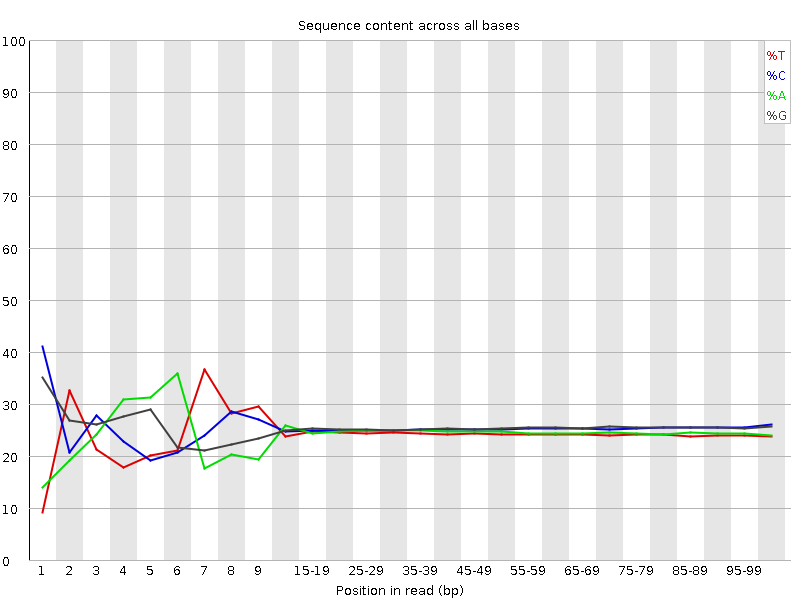 Sequence content across all bases
100
90
80
70
60
50
40
30
20
10
0
%T
%C
%A
%G
1 2 3 4 5 6 7 8 9 15-19 25-29 35-39 45-49 55-59 65-69 75-79 85-89 95-99
Position in read (bp)